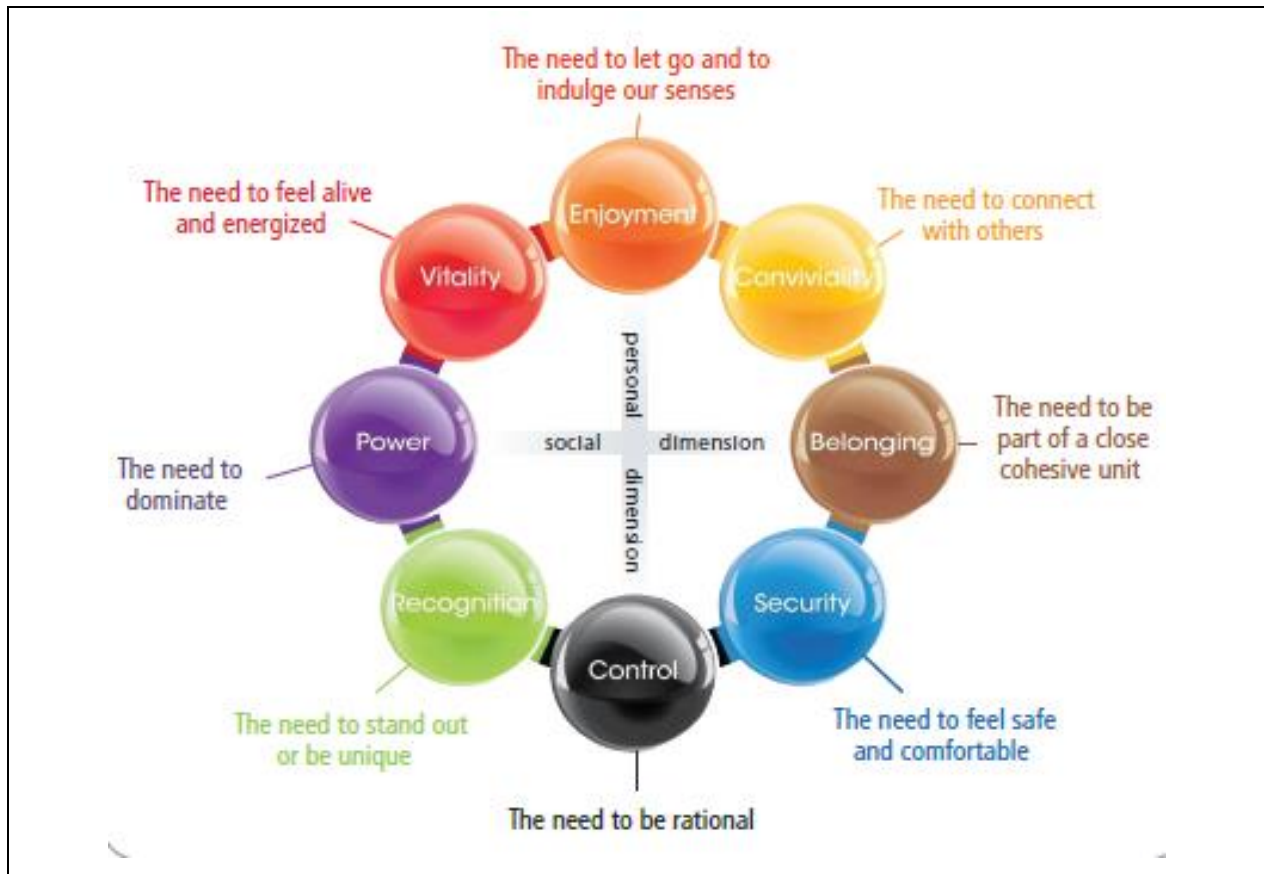 The need to let go and to
indulge our senses
The need to feel alive
and energized
Enjoyment
The need to connect
with others
Vitality
Conviviality
personal
Power
social
dimension
Belonging
The need to be
part of a close
cohesive unit
The need to
dominate
dimension
Recognition
Security
Control
The need to stand out
or be unique
The need to feel safe
and comfortable
The need to be rational